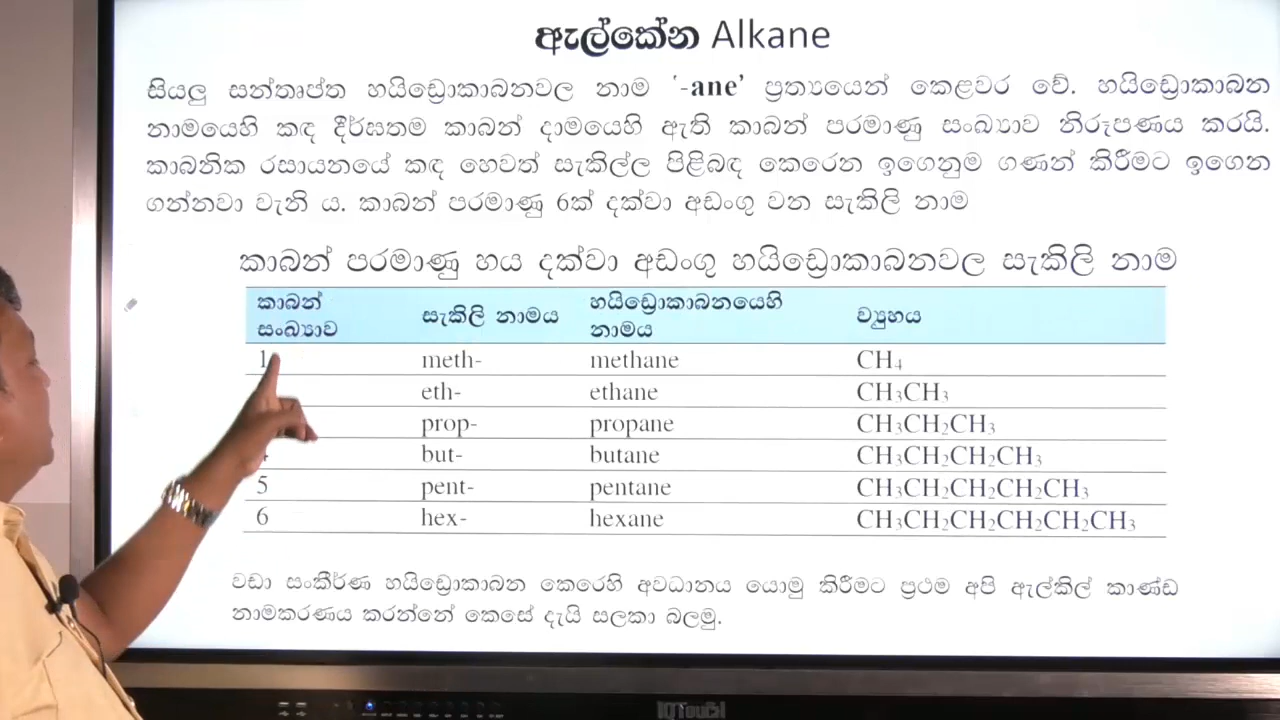 ඇල්කේන Alkane
සියලු සන්තෘප්ත හයිඩ්‍රොකාබනවල නාම '-ane' ප්‍රත්‍යයෙන් කෙළවර වේ. හයිඩ්‍රොකාබන
නාමයෙහි කඳ දීර්ඝතම කාබන් දාමයෙහි ඇති කාබන් පරමාණු සංඛ්‍යාව නිරූපණය කරයි.
කාබනික රසායනයේ කඳ හෙවත් සැකිල්ල පිළිබඳ කෙරෙන ඉගෙනුම ගණන් කිරීමට ඉගෙන
ගන්නවා වැනි ය. කාබන් පරමාණු 6ක් දක්වා අඩංගු වන සැකිලි නාම
කාබන් පරමාණු හය දක්වා අඩංගු හයිඩ්‍රොකාබනවල සැකිලි නාම
කාබන් සංඛ්‍යාව සැකිලි නාමය හයිඩ්‍රොකාබනයෙහි නාමය ව්‍යුහය
1 meth- methane CH₄
eth- ethane CH₃CH₃
prop- propane CH₃CH₂CH₃
but- butane CH₃CH₂CH₂CH₃
5 pent- pentane CH₃CH₂CH₂CH₂CH₃
6 hex- hexane CH₃CH₂CH₂CH₂CH₂CH₃
වඩා සංකීර්ණ හයිඩ්‍රොකාබන කෙරෙහි අවධානය යොමු කිරීමට ප්‍රථම අපි ඇල්කිල් කාණ්ඩ
නාමකරණය කරන්නේ කෙසේ දැයි සලකා බලමු.
IQTouch